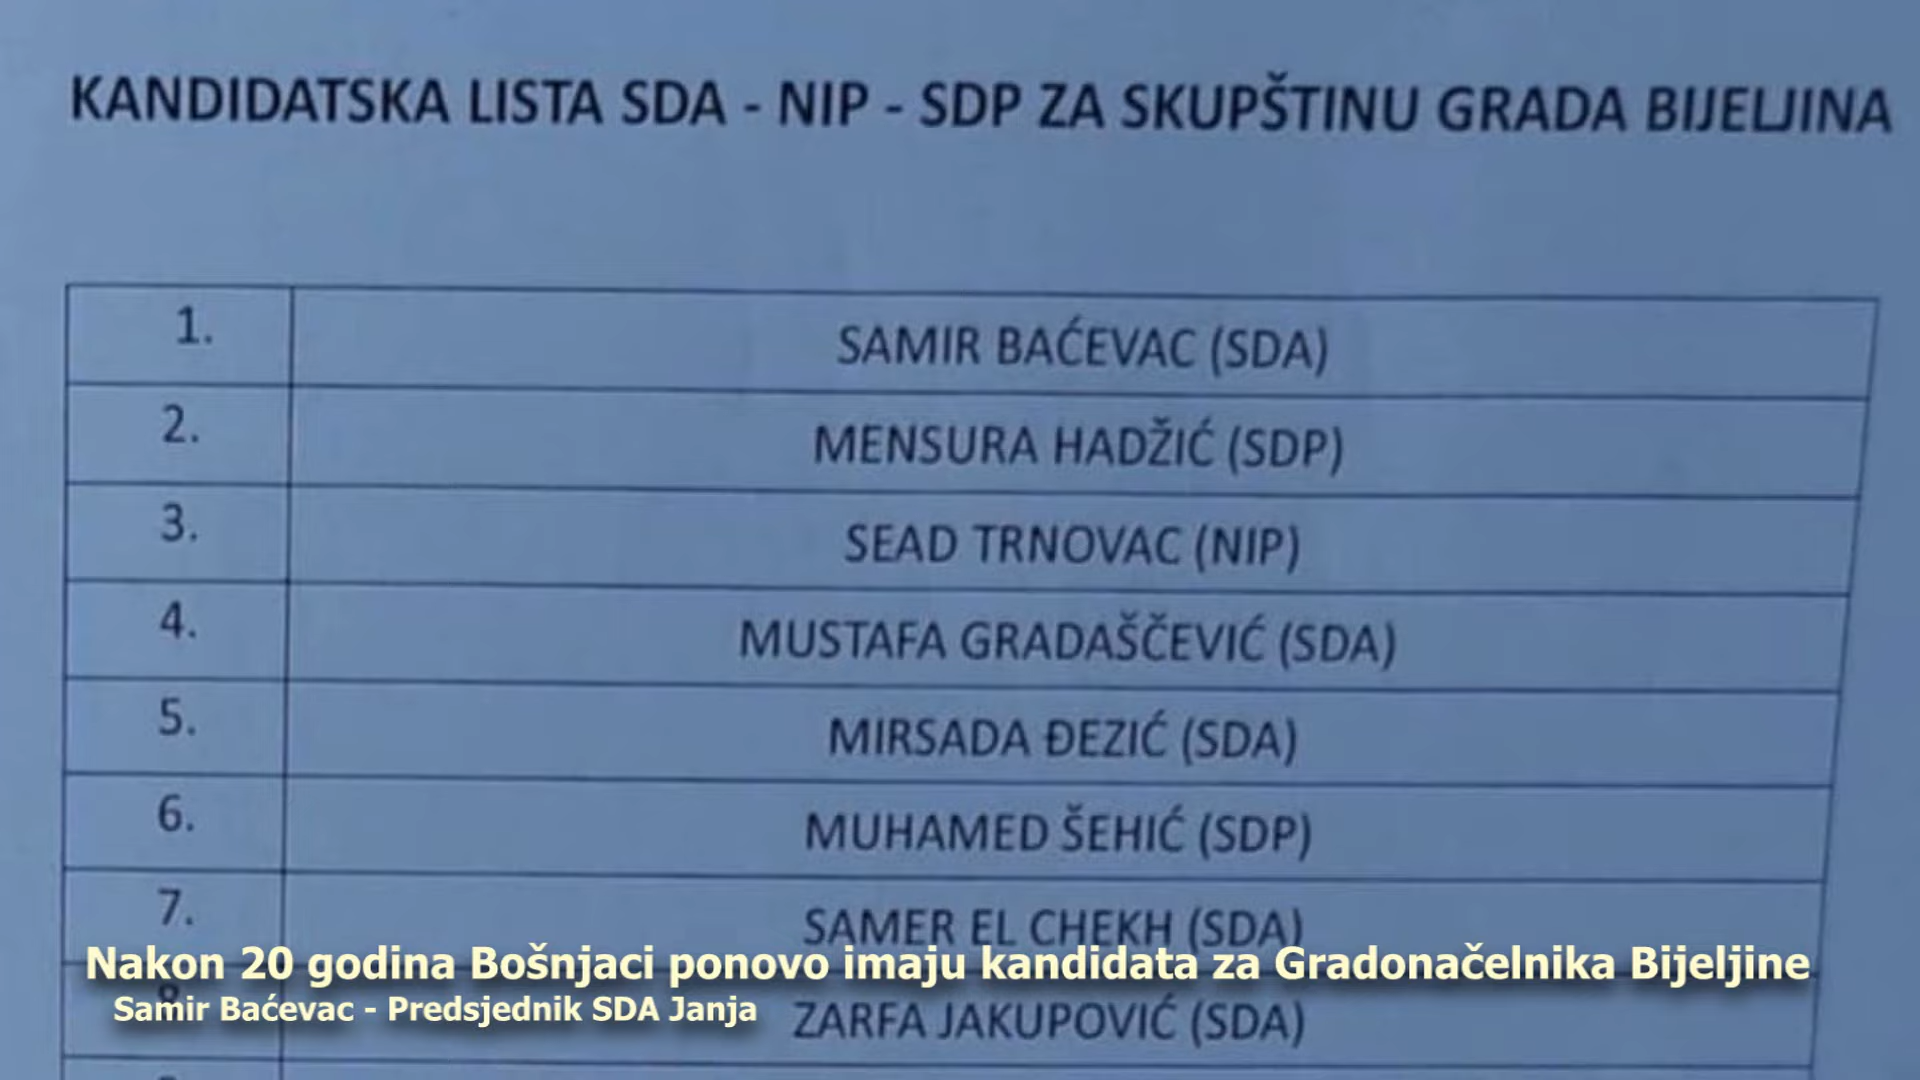 KANDIDATSKA LISTA SDA - NIP - SDP ZA SKUPŠTINU GRADA BIJELJINA
1. SAMIR BAĆEVAC (SDA)
2. MENSURA HADŽIĆ (SDP)
3. SEAD TRNOVAC (NIP)
4. MUSTAFA GRADAŠČEVIĆ (SDA)
5. MIRSADA ĐEZIĆ (SDA)
6. MUHAMED ŠEHIĆ (SDP)
7. SAMER EL CHEKH (SDA)
8. ZARFA JAKUPOVIĆ (SDA)
Nakon 20 godina Bošnjaci ponovo imaju kandidata za Gradonačelnika Bijeljine
Samir Baćevac - Predsjednik SDA Janja